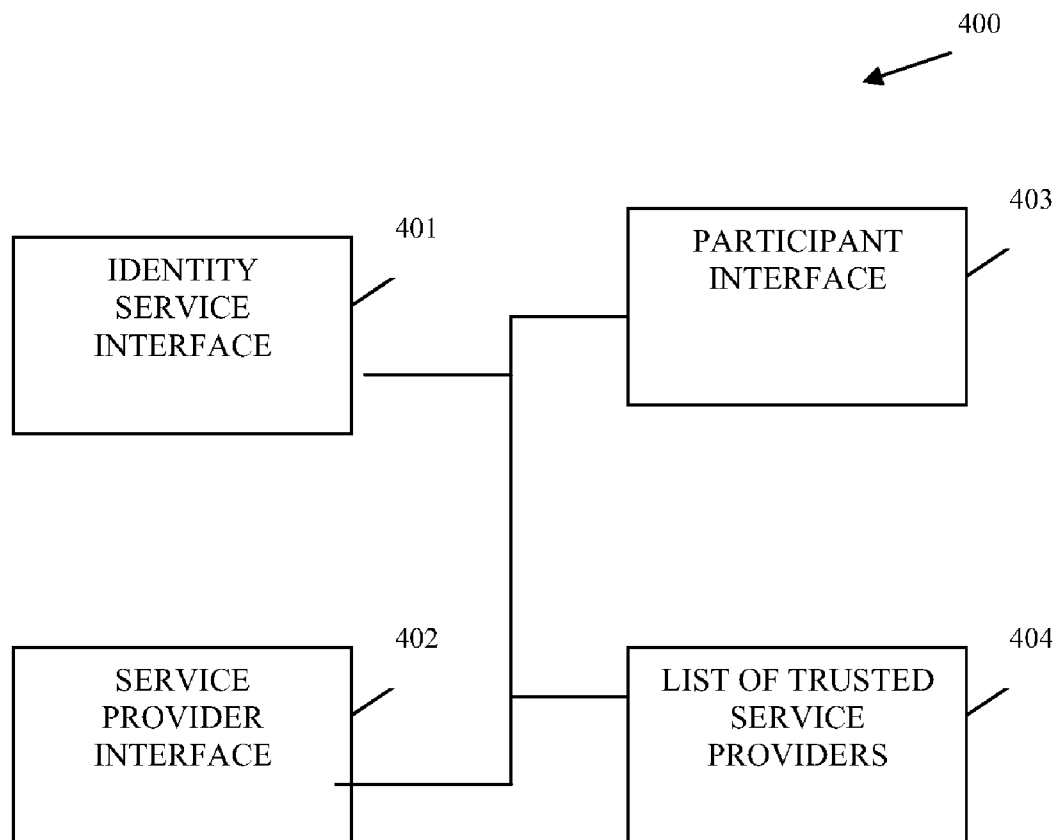 400
401
IDENTITY
SERVICE
INTERFACE
403
PARTICIPANT
INTERFACE
402
SERVICE
PROVIDER
INTERFACE
404
LIST OF TRUSTED
SERVICE
PROVIDERS